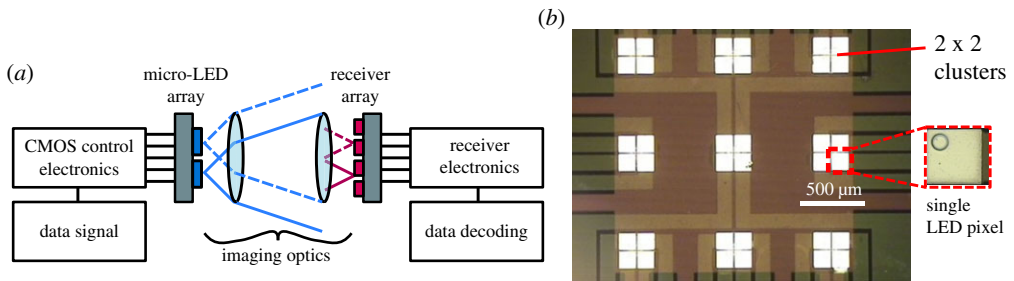 (a)
micro-LED
array
receiver
array
CMOS control
electronics
receiver
electronics
data signal
data decoding
imaging optics
(b)
2 x 2
clusters
500 µm
single
LED pixel